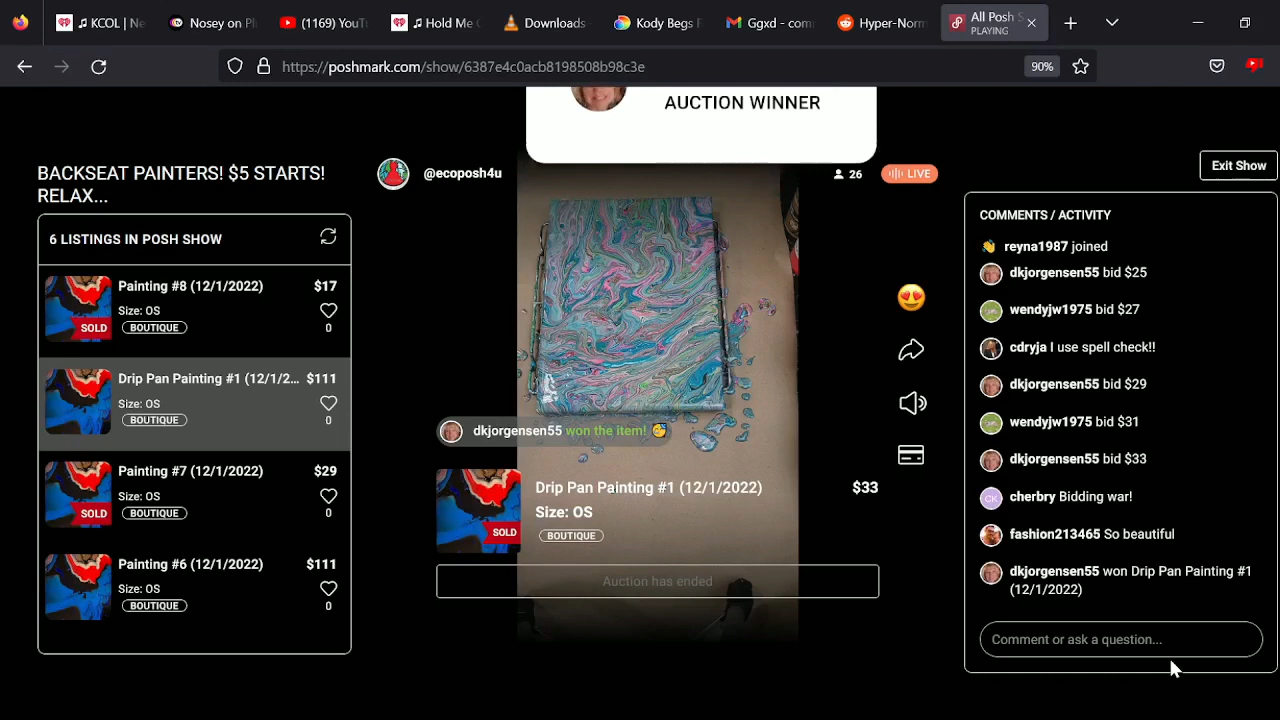 KCOL | Ne
Nosey on Pl
(1169) YouT
Hold Me
Downloads
Kody Begs
Ggxd - com
Hyper-Norm
All Posh S
PLAYING
https://poshmark.com/show/6387e4c0acb8198508b98c3e
90%
AUCTION WINNER
BACKSEAT PAINTERS! $5 STARTS!
RELAX...
@ecoposh4u
26
LIVE
Exit Show
6 LISTINGS IN POSH SHOW
Painting #8 (12/1/2022) $17
Size: OS
BOUTIQUE
0
SOLD
Drip Pan Painting #1 (12/1/2... $111
Size: OS
BOUTIQUE
0
Painting #7 (12/1/2022) $29
Size: OS
BOUTIQUE
0
SOLD
Painting #6 (12/1/2022) $111
Size: OS
BOUTIQUE
0
dkjorgensen55 won the item!
Drip Pan Painting #1 (12/1/2022) $33
Size: OS
BOUTIQUE
SOLD
Auction has ended
COMMENTS / ACTIVITY
reyna1987 joined
dkjorgensen55 bid $25
wendyjw1975 bid $27
cdryja I use spell check!!
dkjorgensen55 bid $29
wendyjw1975 bid $31
dkjorgensen55 bid $33
CK
cherbry Bidding war!
fashion213465 So beautiful
dkjorgensen55 won Drip Pan Painting #1
(12/1/2022)
Comment or ask a question...